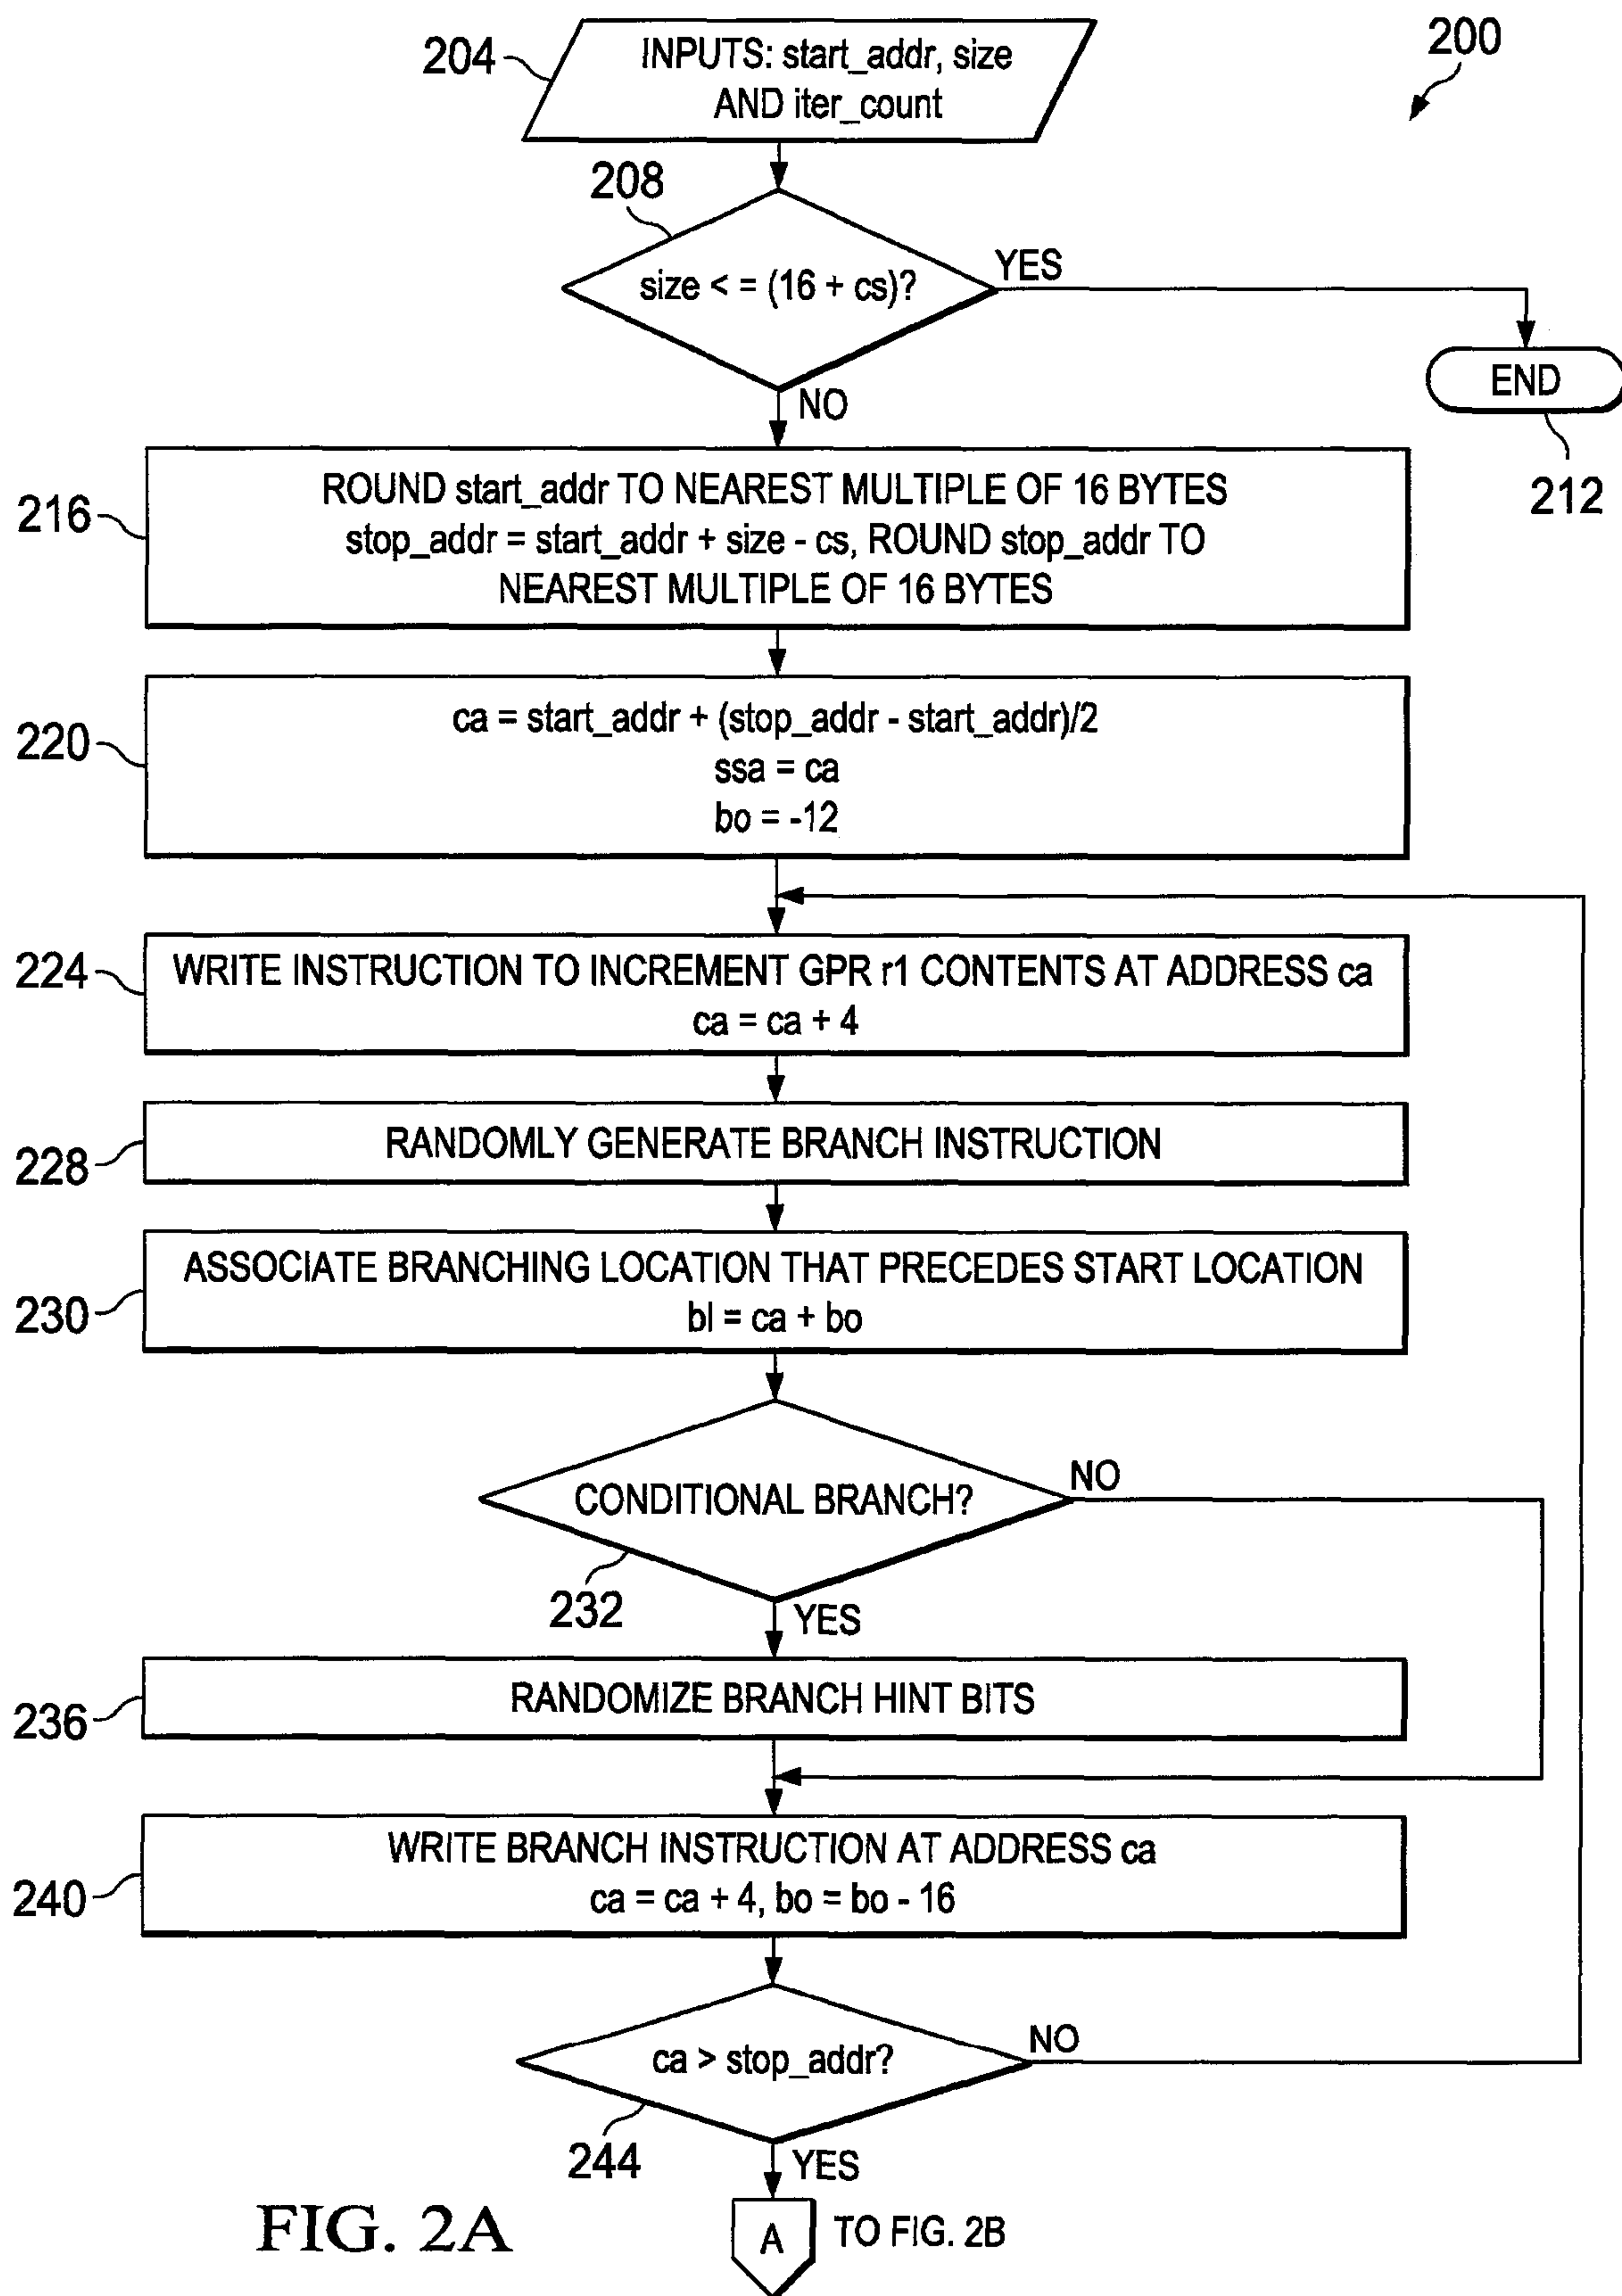 200
204
INPUTS: start_addr, size
AND iter_count
208
size < = (16 + cs)?
YES
END
212
NO
216
ROUND start_addr TO NEAREST MULTIPLE OF 16 BYTES
stop_addr = start_addr + size - cs, ROUND stop_addr TO
NEAREST MULTIPLE OF 16 BYTES
220
ca = start_addr + (stop_addr - start_addr)/2
ssa = ca
bo = -12
224
WRITE INSTRUCTION TO INCREMENT GPR r1 CONTENTS AT ADDRESS ca
ca = ca + 4
228
RANDOMLY GENERATE BRANCH INSTRUCTION
230
ASSOCIATE BRANCHING LOCATION THAT PRECEDES START LOCATION
bl = ca + bo
CONDITIONAL BRANCH?
NO
232
YES
236
RANDOMIZE BRANCH HINT BITS
240
WRITE BRANCH INSTRUCTION AT ADDRESS ca
ca = ca + 4, bo = bo - 16
ca > stop_addr?
NO
244
YES
A
TO FIG. 2B
FIG. 2A